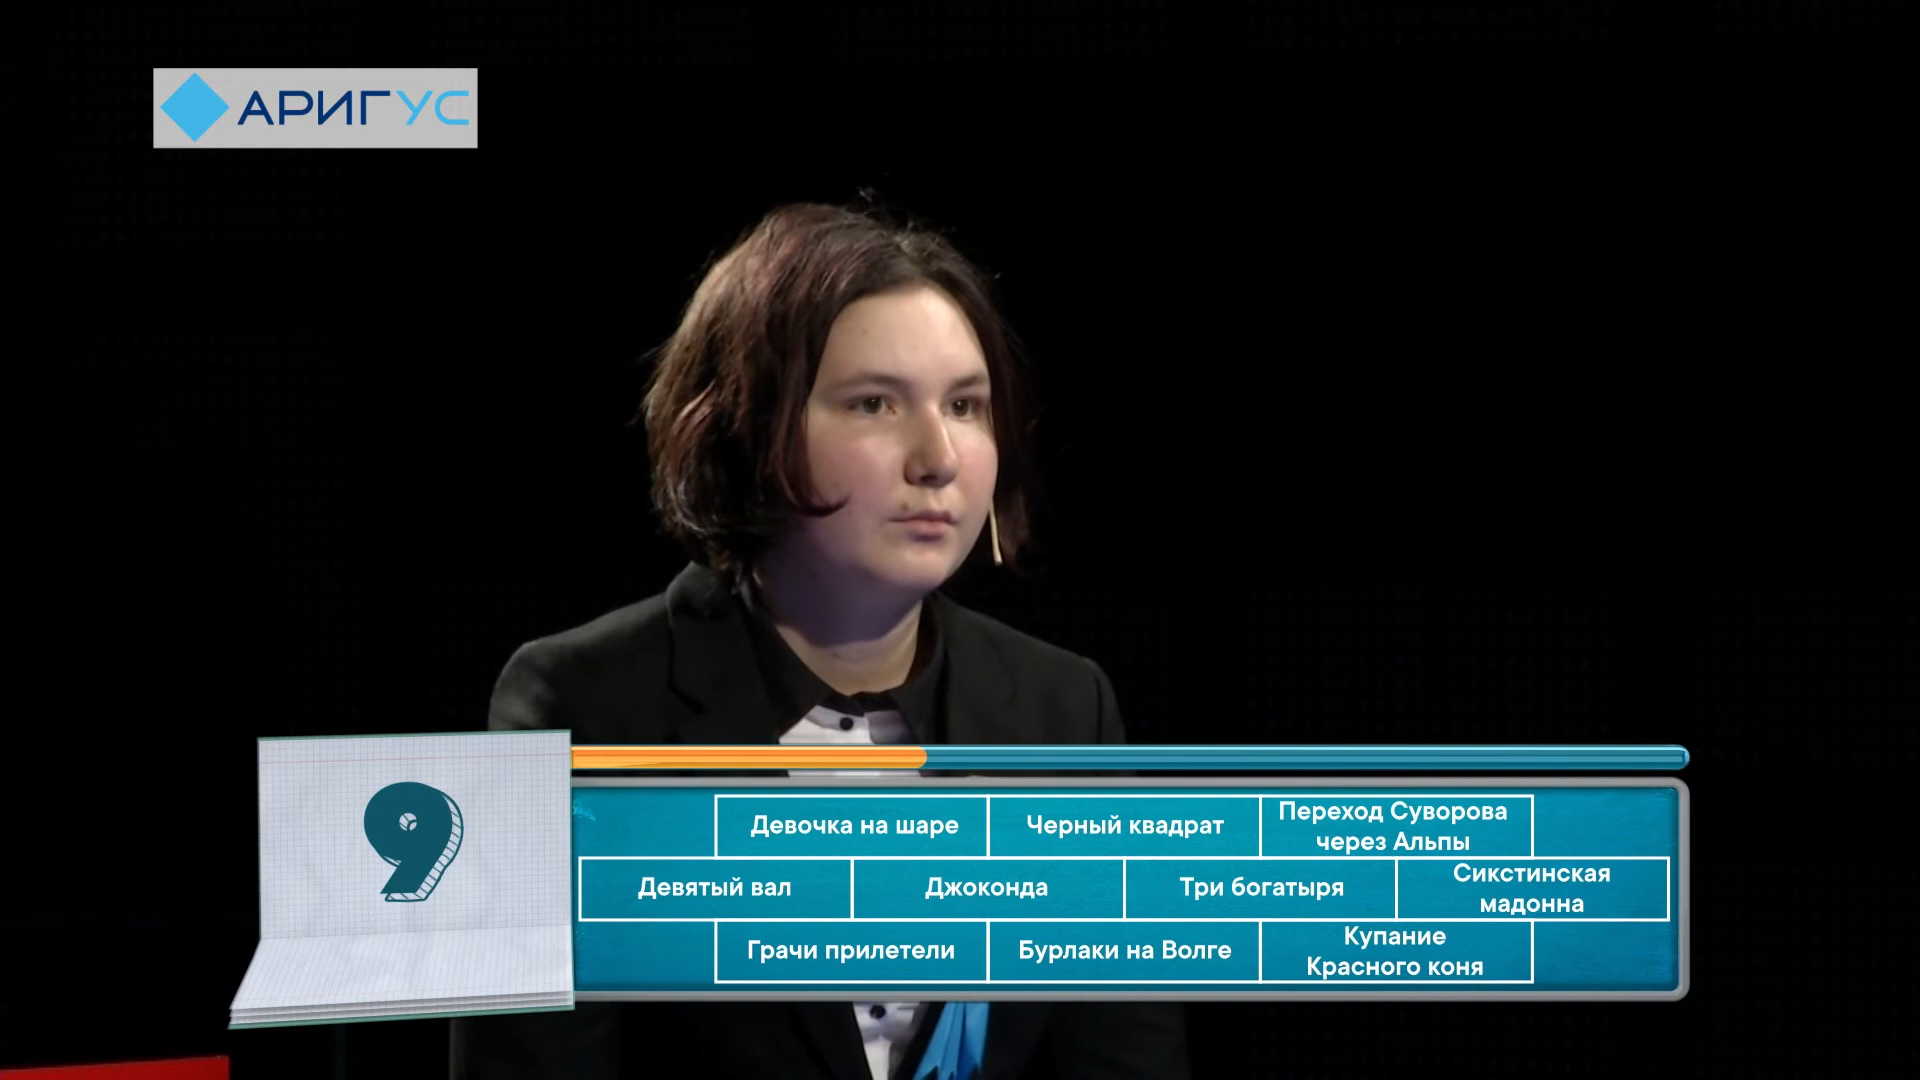 АРИГУС
9
Девочка на шаре
Черный квадрат
Переход Суворова
через Альпы
Девятый вал
Джоконда
Три богатыря
Сикстинская
мадонна
Грачи прилетели
Бурлаки на Волге
Купание
Красного коня